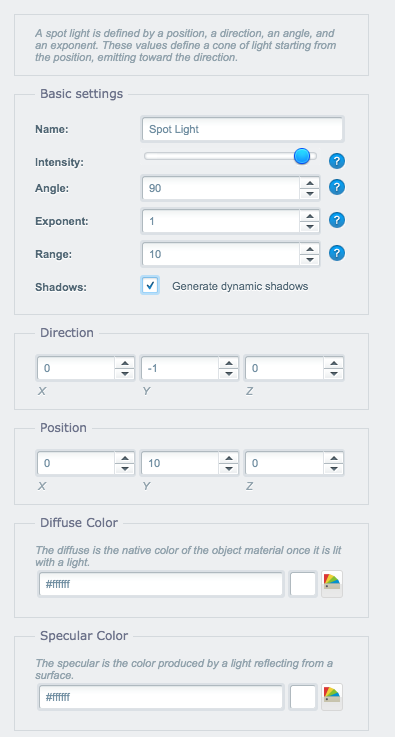 A spot light is defined by a position, a direction, an angle, and
an exponent. These values define a cone of light starting from
the position, emitting toward the direction.
Basic settings
Name: Spot Light
Intensity: ?
Angle: 90 ?
Exponent: 1 ?
Range: 10 ?
Shadows: Generate dynamic shadows
Direction
0 -1 0
X Y Z
Position
0 10 0
X Y Z
Diffuse Color
The diffuse is the native color of the object material once it is lit
with a light.
#ffffff
Specular Color
The specular is the color produced by a light reflecting from a
surface.
#ffffff